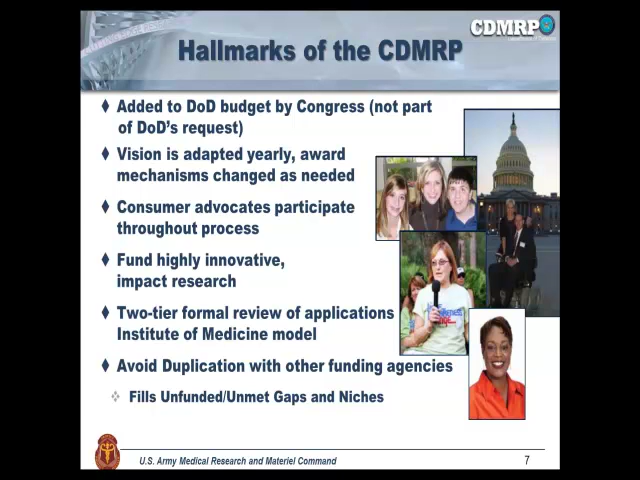 CDMRP
Hallmarks of the CDMRP
Added to DoD budget by Congress (not part
of DoD's request)
Vision is adapted yearly, award
mechanisms changed as needed
Consumer advocates participate
throughout process
Fund highly innovative,
impact research
Two-tier formal review of applications
Institute of Medicine model
Avoid Duplication with other funding agencies
Fills Unfunded/Unmet Gaps and Niches
U.S. Army Medical Research and Materiel Command
7